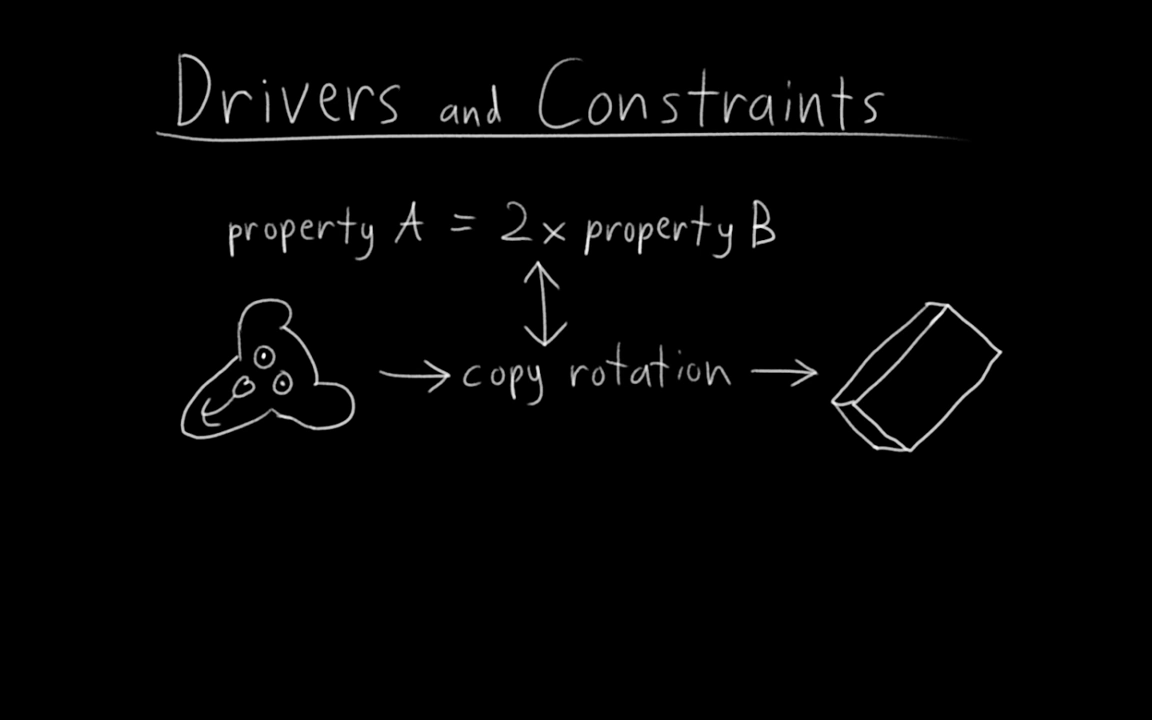 Drivers and Constraints
property A = 2 x property B
copy rotation